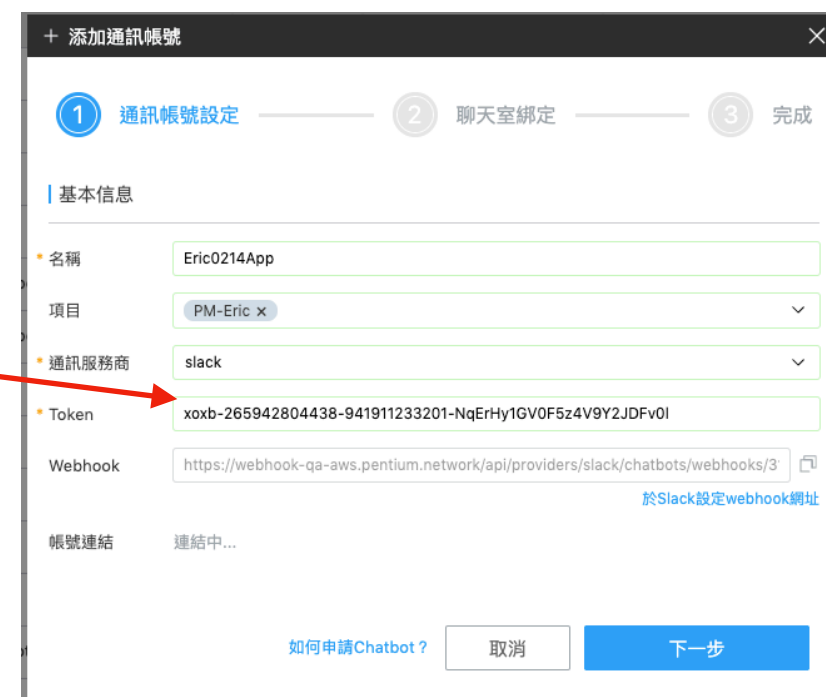 + 添加通訊帳號
1 通訊帳號設定 2 聊天室綁定 3 完成
基本信息
* 名稱 Eric0214App
項目 PM-Eric ×
* 通訊服務商 slack
* Token xoxb-265942804438-941911233201-NqErHy1GV0F5z4V9Y2JDFv0l
Webhook https://webhook-qa-aws.pentium.network/api/providers/slack/chatbots/webhooks/3
於Slack設定webhook網址
帳號連結 連結中...
如何申請Chatbot？ 取消 下一步